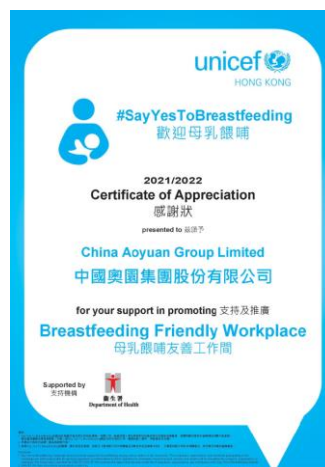 unicef
HONG KONG
#SayYesToBreastfeeding
歡迎母乳餵哺
2021/2022
Certificate of Appreciation
感謝狀
presented to 茲頒予
China Aoyuan Group Limited
中國奧園集團股份有限公司
for your support in promoting 支持及推廣
Breastfeeding Friendly Workplace
母乳餵哺友善工作間
Supported by
支持機構
衞生署
Department of Health